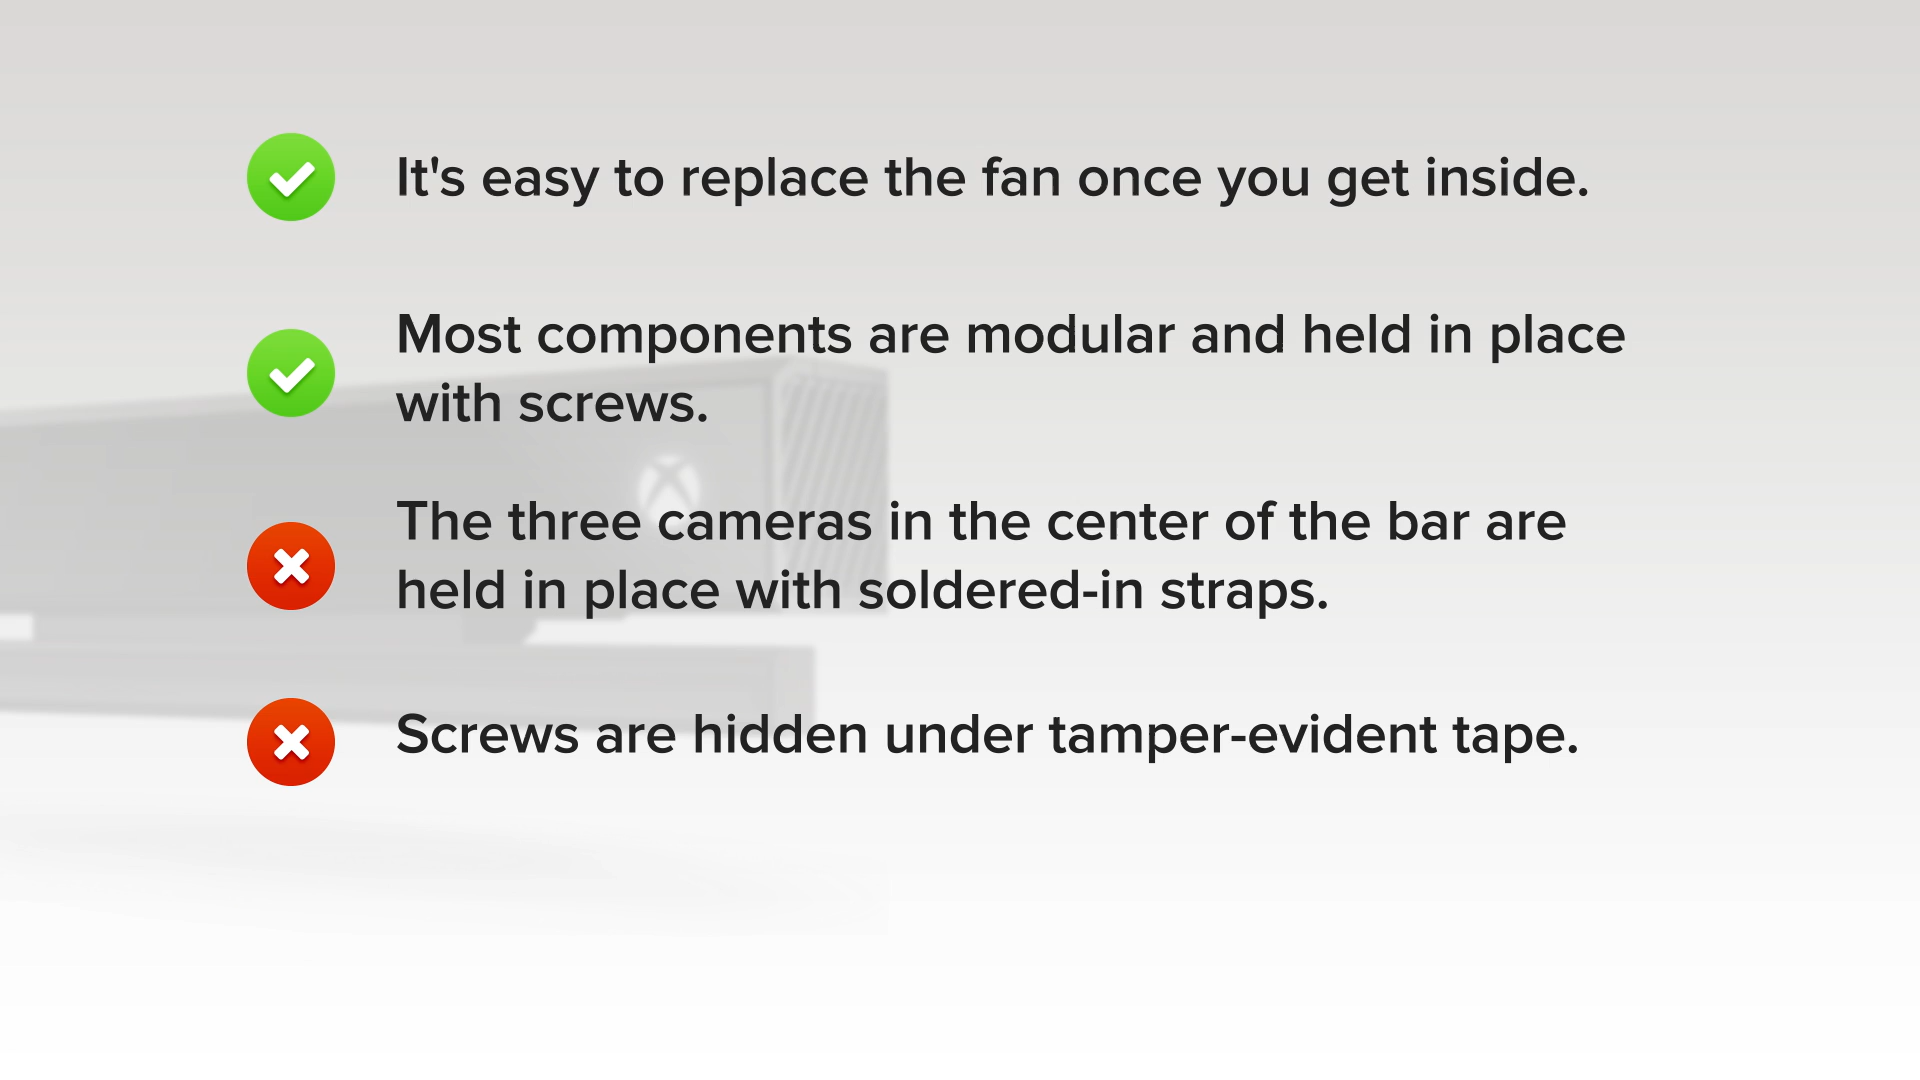 It's easy to replace the fan once you get inside.
Most components are modular and held in place
with screws.
The three cameras in the center of the bar are
held in place with soldered-in straps.
Screws are hidden under tamper-evident tape.